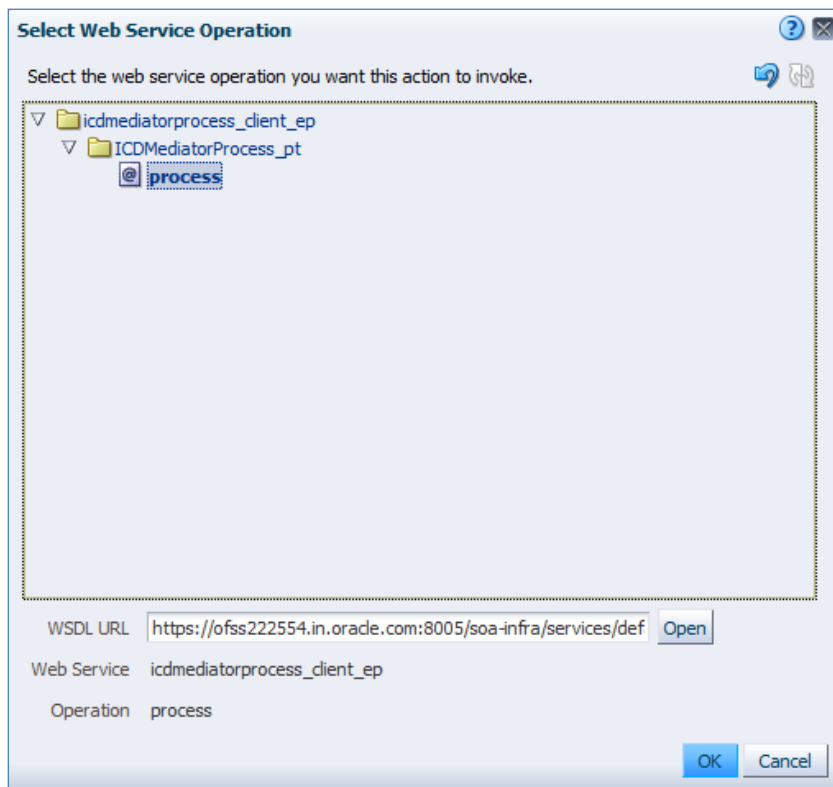 Select Web Service Operation
Select the web service operation you want this action to invoke.
icdmediatorprocess_client_ep
ICDMediatorProcess_pt
@ process
WSDL URL https://ofss222554.in.oracle.com:8005/soa-infra/services/def Open
Web Service icdmediatorprocess_client_ep
Operation process
OK Cancel